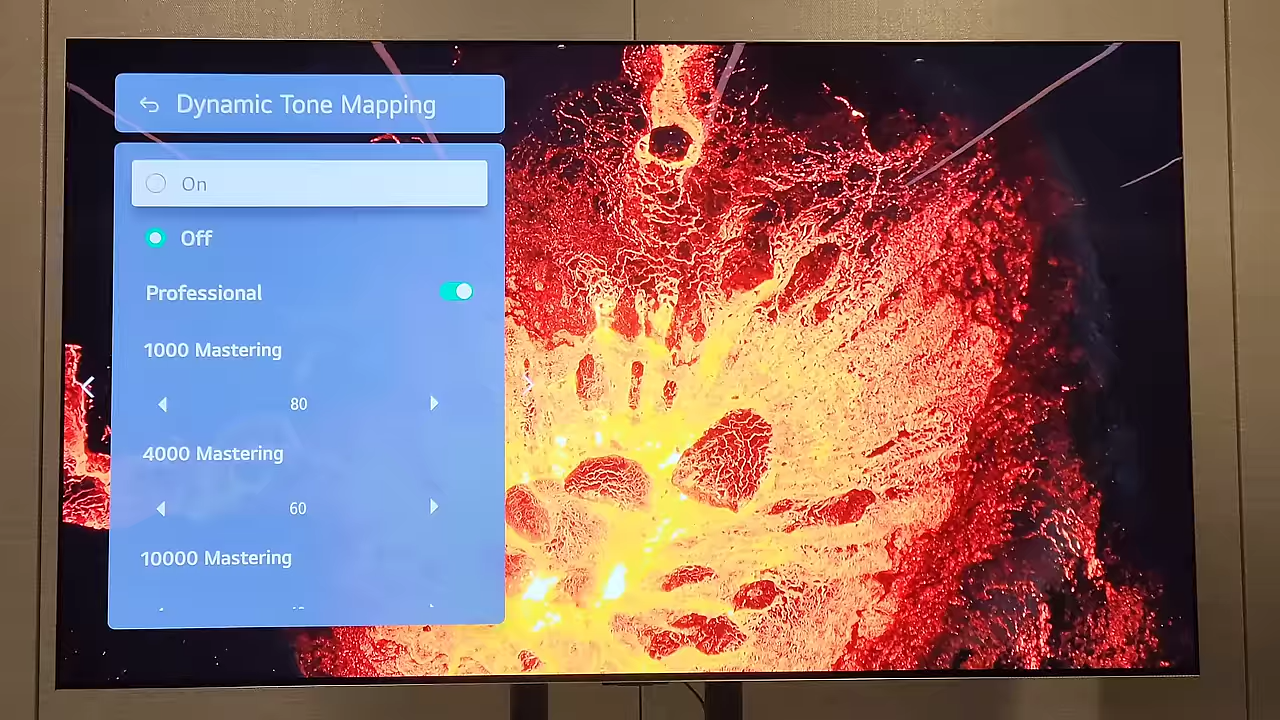 Dynamic Tone Mapping
On
Off
Professional
1000 Mastering
80
4000 Mastering
60
10000 Mastering